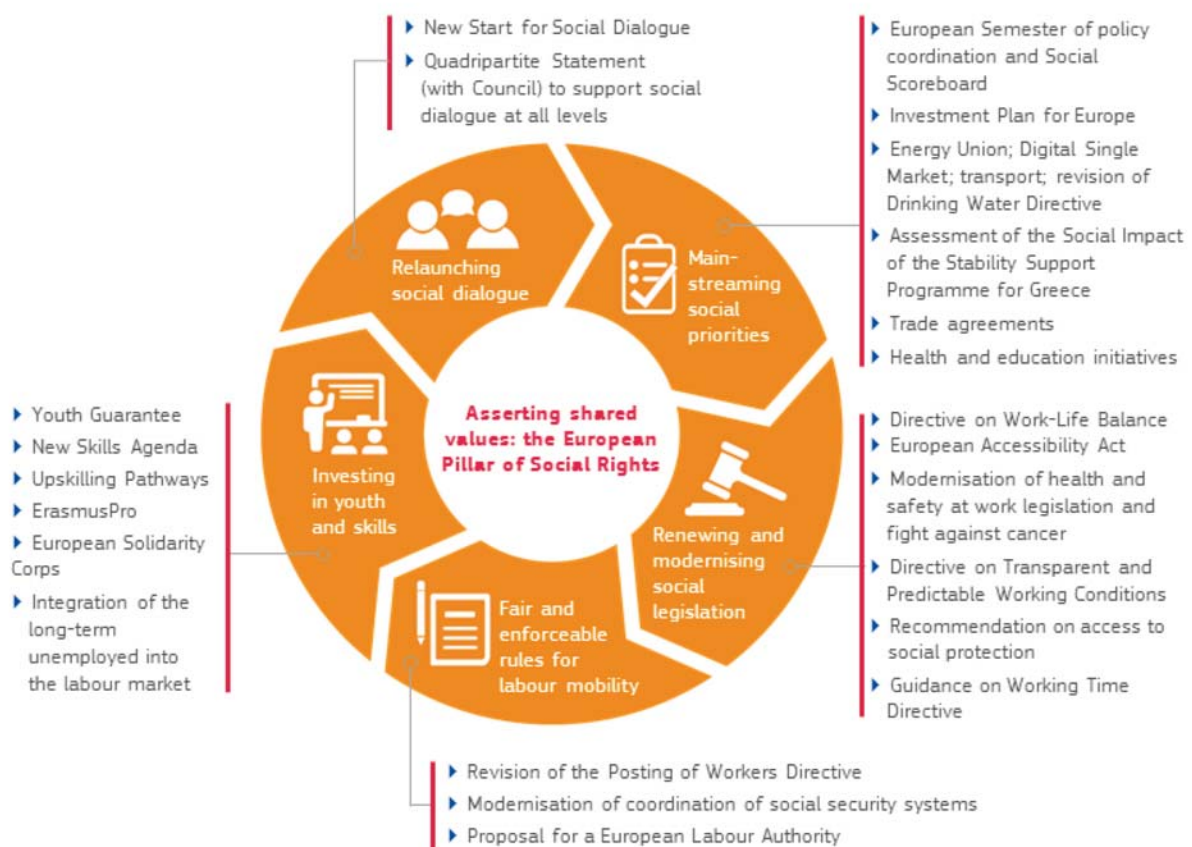 New Start for Social Dialogue
Quadripartite Statement
(with Council) to support social
dialogue at all levels
European Semester of policy
coordination and Social
Scoreboard
Investment Plan for Europe
Energy Union; Digital Single
Market; transport; revision of
Drinking Water Directive
Assessment of the Social Impact
of the Stability Support
Programme for Greece
Trade agreements
Health and education initiatives
Relaunching
social dialogue
Main-
streaming
social
priorities
Asserting shared
values: the European
Pillar of Social Rights
Investing
in youth
and skills
Renewing and
modernising
social
legislation
Fair and
enforceable
rules for
labour mobility
Youth Guarantee
New Skills Agenda
Upskilling Pathways
ErasmusPro
European Solidarity
Corps
Integration of the
long-term
unemployed into
the labour market
Directive on Work-Life Balance
European Accessibility Act
Modernisation of health and
safety at work legislation and
fight against cancer
Directive on Transparent and
Predictable Working Conditions
Recommendation on access to
social protection
Guidance on Working Time
Directive
Revision of the Posting of Workers Directive
Modernisation of coordination of social security systems
Proposal for a European Labour Authority